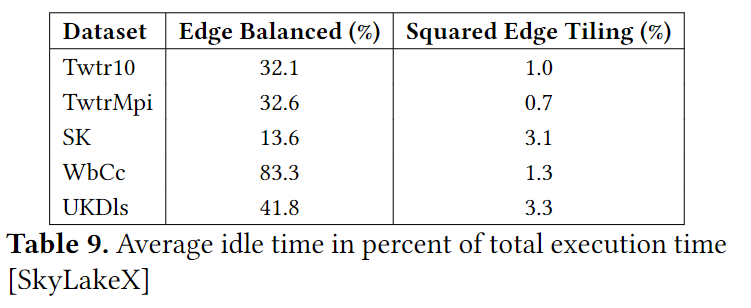 Dataset Edge Balanced (%) Squared Edge Tiling (%)
Twtr10 32.1 1.0
TwtrMpi 32.6 0.7
SK 13.6 3.1
WbCc 83.3 1.3
UKDls 41.8 3.3
Table 9. Average idle time in percent of total execution time
[SkyLakeX]